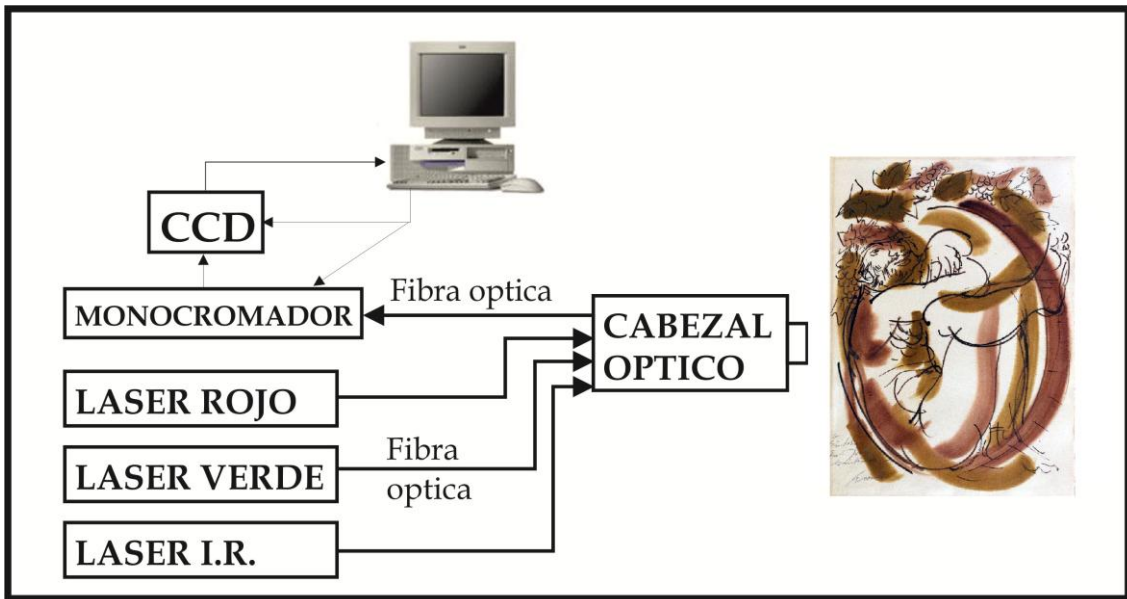 CCD
MONOCROMADOR
Fibra optica
CABEZAL
OPTICO
LASER ROJO
LASER VERDE
Fibra
optica
LASER I.R.